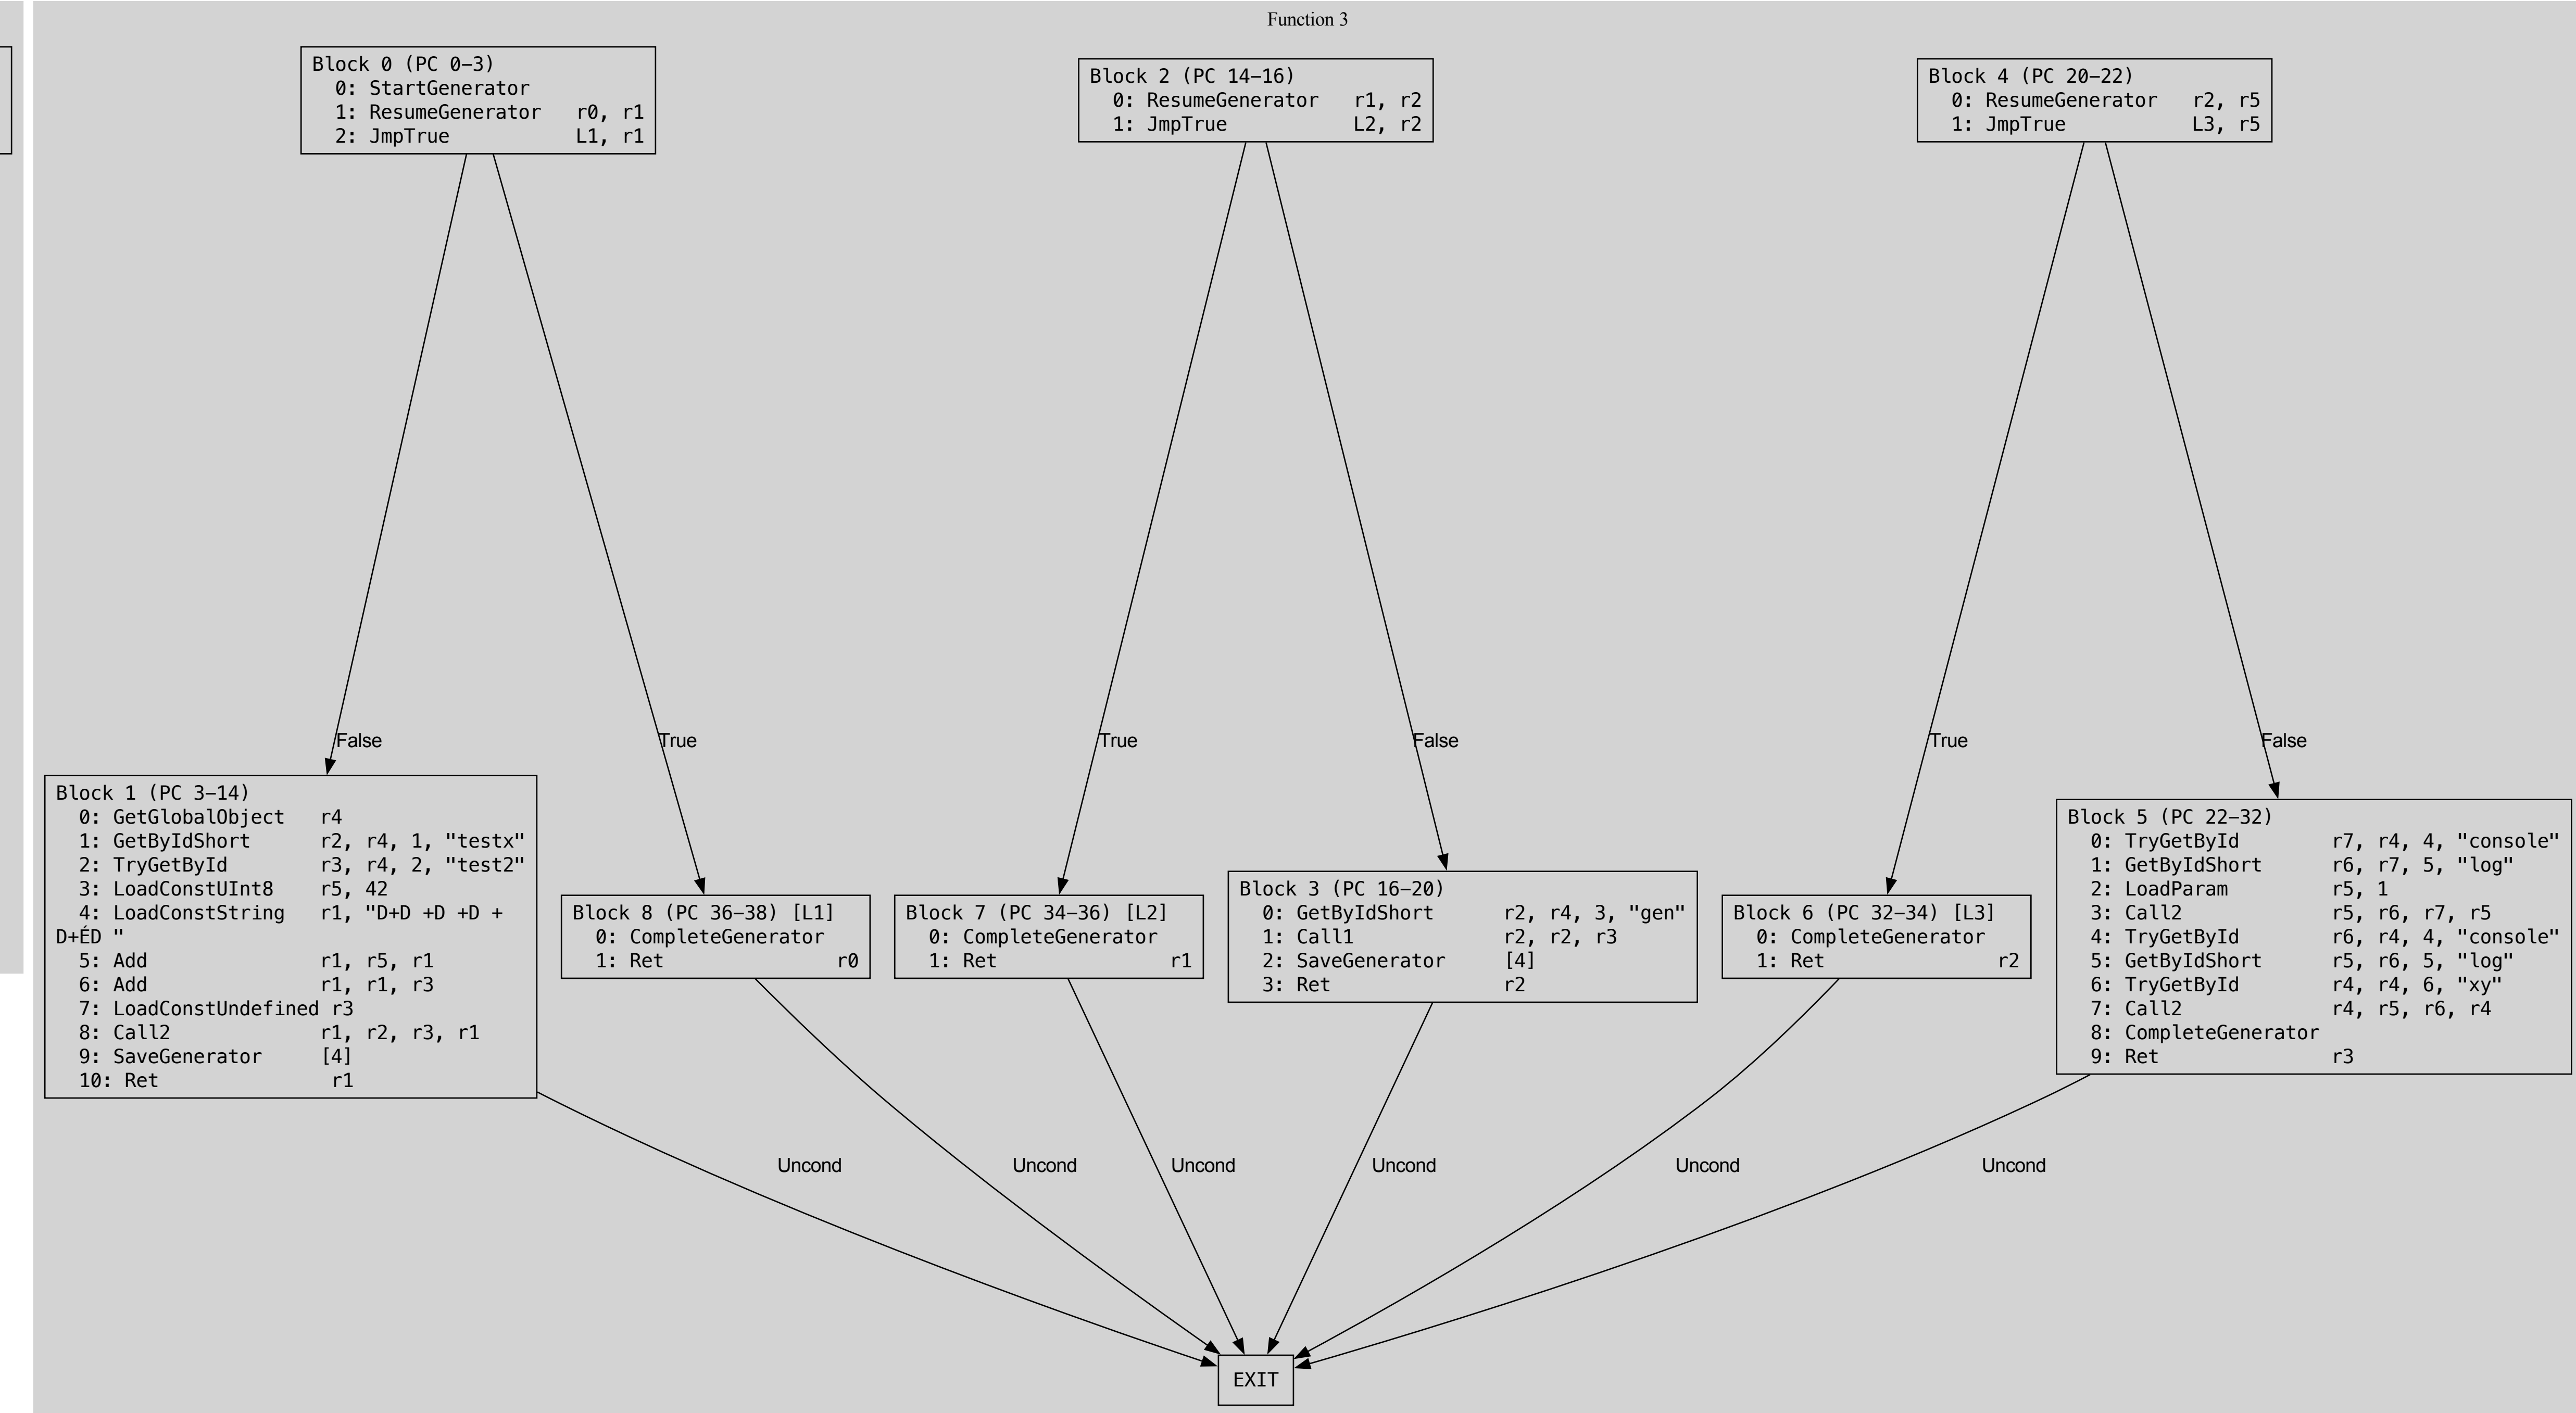 Function 3
Block 0 (PC 0–3)
0: StartGenerator
1: ResumeGenerator r0, r1
2: JmpTrue L1, r1
Block 2 (PC 14–16)
0: ResumeGenerator r1, r2
1: JmpTrue L2, r2
Block 4 (PC 20–22)
0: ResumeGenerator r2, r5
1: JmpTrue L3, r5
False
True
True
False
True
False
Block 1 (PC 3–14)
0: GetGlobalObject r4
1: GetByIdShort r2, r4, 1, "testx"
2: TryGetById r3, r4, 2, "test2"
3: LoadConstUInt8 r5, 42
4: LoadConstString r1, "D+D +D +D +
D+ÉD "
5: Add r1, r5, r1
6: Add r1, r1, r3
7: LoadConstUndefined r3
8: Call2 r1, r2, r3, r1
9: SaveGenerator [4]
10: Ret r1
Block 8 (PC 36–38) [L1]
0: CompleteGenerator
1: Ret r0
Block 7 (PC 34–36) [L2]
0: CompleteGenerator
1: Ret r1
Block 3 (PC 16–20)
0: GetByIdShort r2, r4, 3, "gen"
1: Call1 r2, r2, r3
2: SaveGenerator [4]
3: Ret r2
Block 6 (PC 32–34) [L3]
0: CompleteGenerator
1: Ret r2
Block 5 (PC 22–32)
0: TryGetById r7, r4, 4, "console"
1: GetByIdShort r6, r7, 5, "log"
2: LoadParam r5, 1
3: Call2 r5, r6, r7, r5
4: TryGetById r6, r4, 4, "console"
5: GetByIdShort r5, r6, 5, "log"
6: TryGetById r4, r4, 6, "xy"
7: Call2 r4, r5, r6, r4
8: CompleteGenerator
9: Ret r3
Uncond
Uncond
Uncond
Uncond
Uncond
Uncond
EXIT